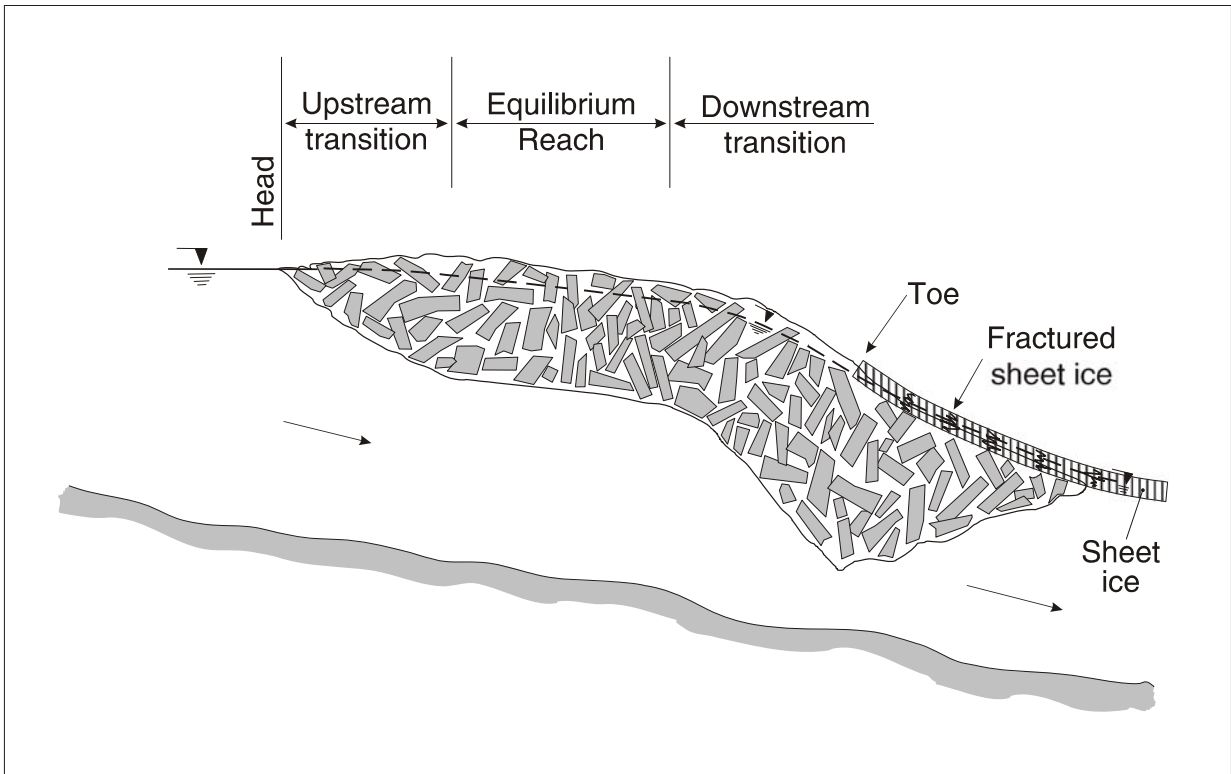 Upstream
transition
Equilibrium
Reach
Downstream
transition
Head
Toe
Fractured
sheet ice
Sheet
ice